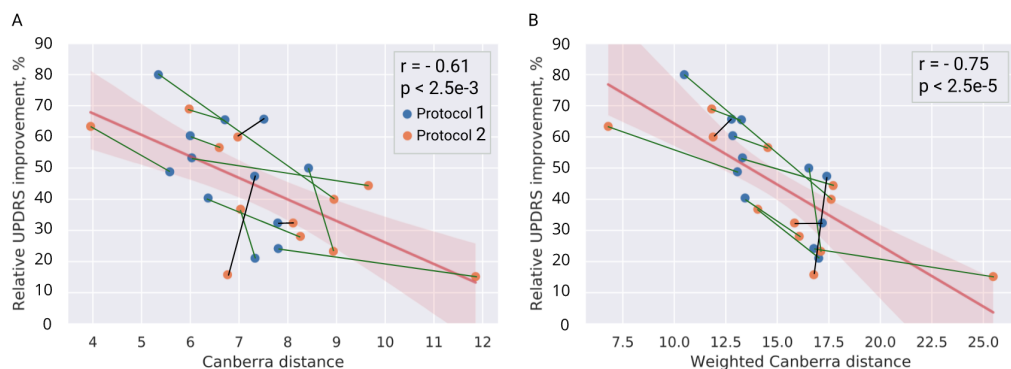 A
Relative UPDRS improvement, %
90
80
70
60
50
40
30
20
10
0
r = - 0.61
p < 2.5e-3
Protocol 1
Protocol 2
4 5 6 7 8 9 10 11 12
Canberra distance
B
Relative UPDRS improvement, %
90
80
70
60
50
40
30
20
10
0
r = - 0.75
p < 2.5e-5
7.5 10.0 12.5 15.0 17.5 20.0 22.5 25.0
Weighted Canberra distance